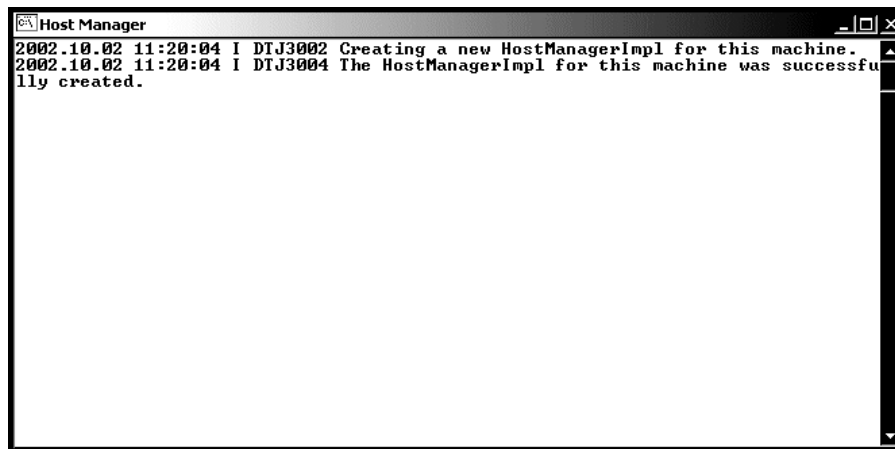 Host Manager
2002.10.02 11:20:04 I DTJ3002 Creating a new HostManagerImpl for this machine.
2002.10.02 11:20:04 I DTJ3004 The HostManagerImpl for this machine was successfu
lly created.